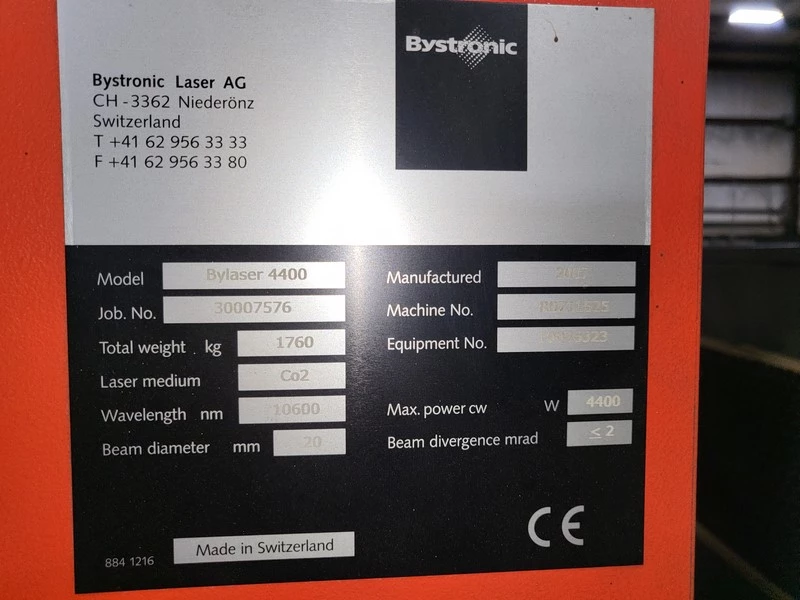 Bystronic
Bystronic Laser AG
CH-3362 Niederönz
Switzerland
T +41 62 956 33 33
F +41 62 956 33 80
Model Bylaser 4400
Job. No. 30007576
Total weight . kg 1760
Laser medium Co2
Wavelength nm 10600
Beam diameter mm 20
Manufactured
Machine No.
Equipment No.
Max. power cw W 4400
Beam divergence mrad ≤ 2
CE
884 1216 Made in Switzerland